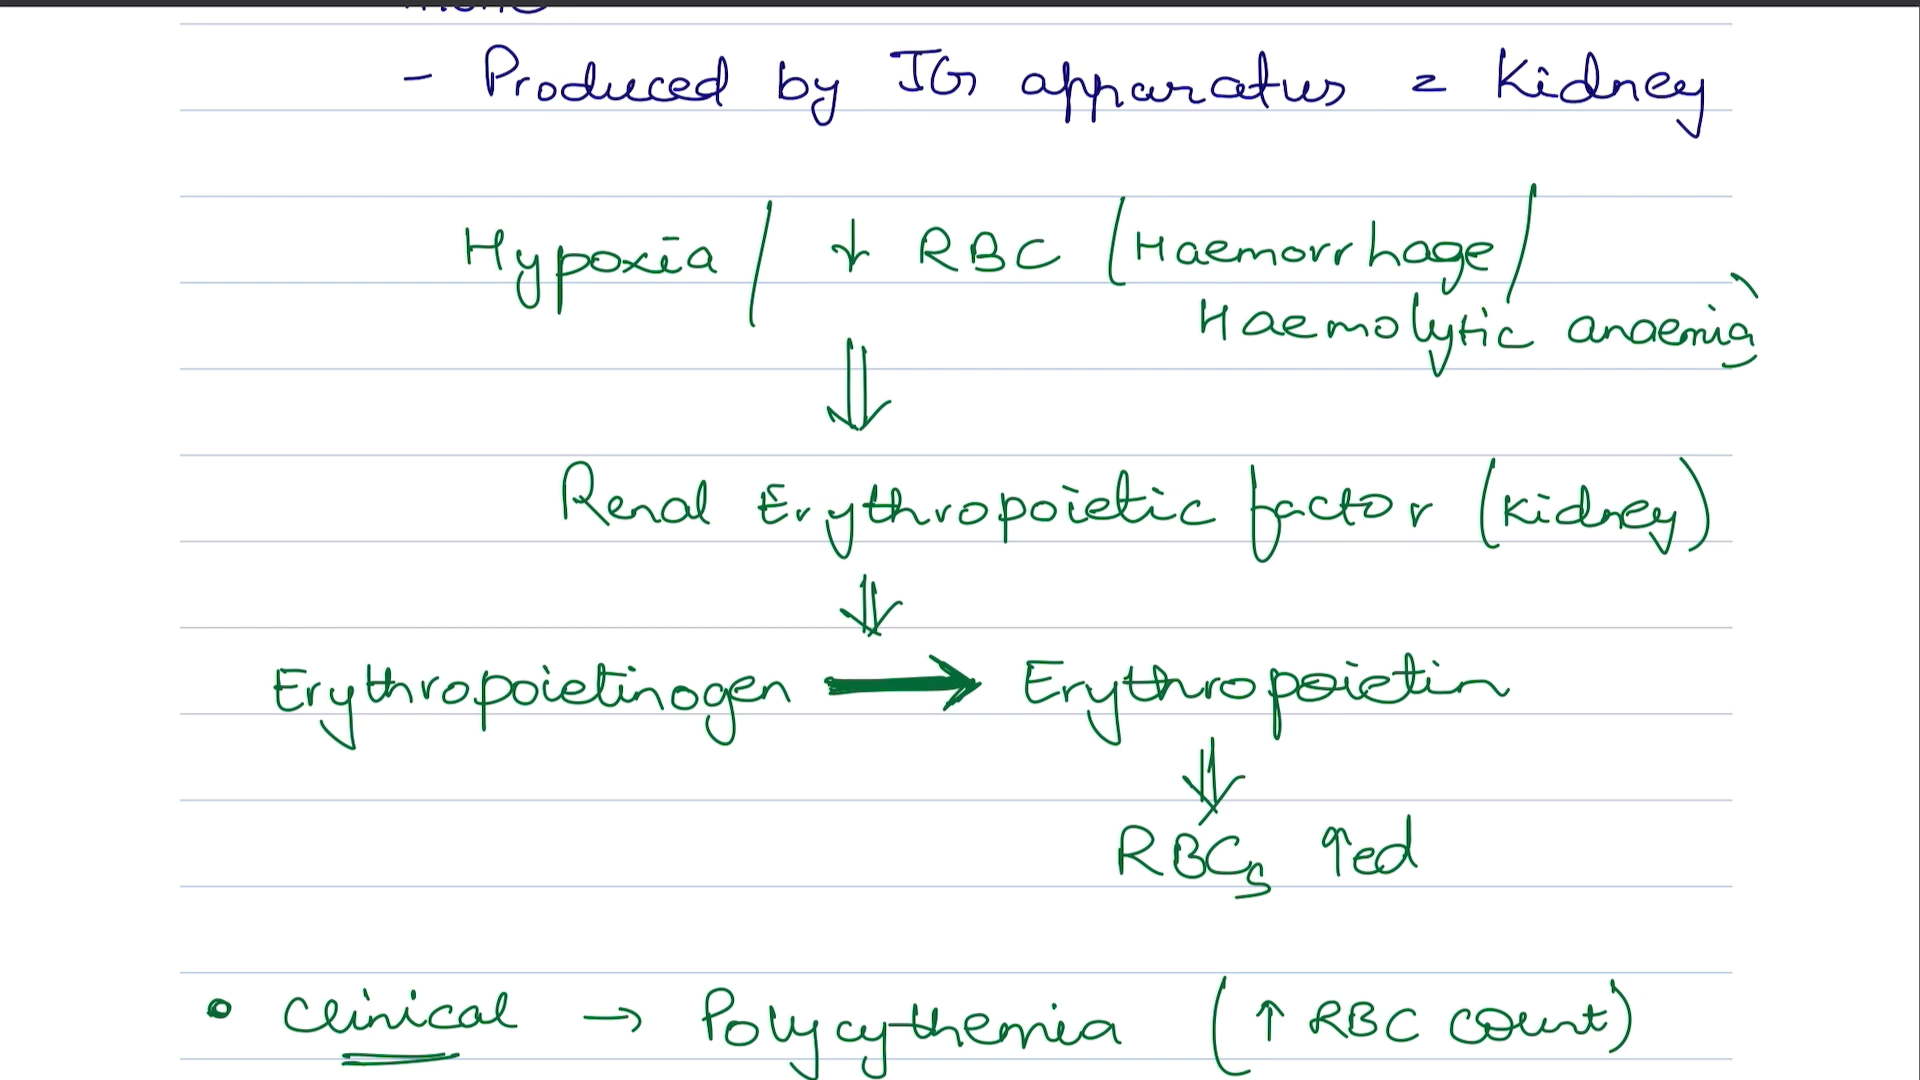 - Produced by JG apparatus = Kidney
Hypoxia / ↓ RBC (Haemorrhage/
Haemolytic anaemia)
⇓
Renal Erythropoietic factor (kidney)
⇓
Erythropoietinogen → Erythropoietin
⇓
RBCs ↑ed
• Clinical → Polycythemia (↑ RBC count)